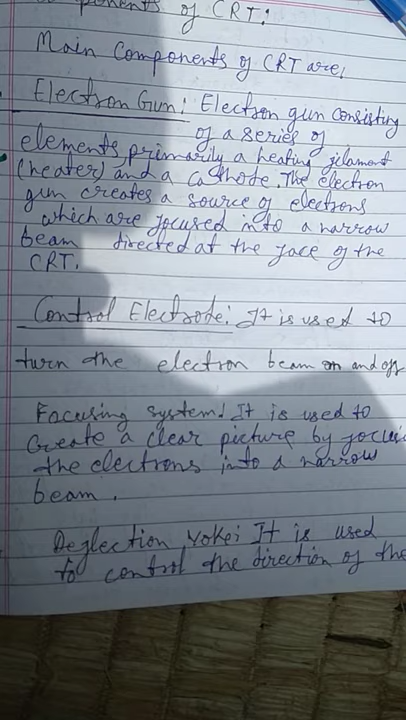 ponents of CRT:
Main Components of CRT are,
Electron Gun: Electron gun consisting
of a series of
elements, primarily a heating filament
(heater) and a Cathode. The electron
gun creates a source of electrons
which are focused into a narrow
beam directed at the face of the
CRT.
Control Electrode: It is used to
turn the electron beam on and off
Focusing system: It is used to
Create a clear picture by focusi
the electrons into a narrow
beam.
Deflection Yoke: It is used
to control the direction of the